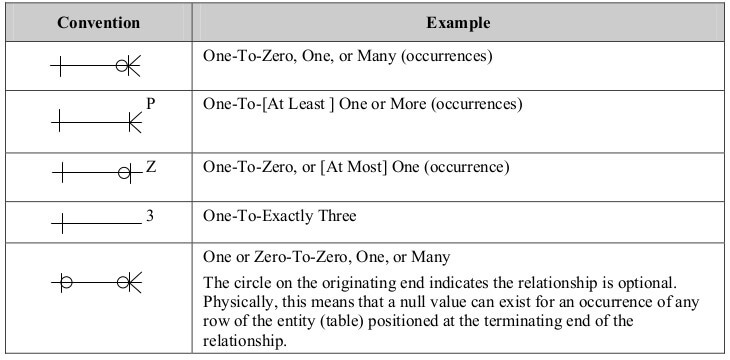 Convention Example
One-To-Zero, One, or Many (occurrences)
P One-To-[At Least ] One or More (occurrences)
Z One-To-Zero, or [At Most] One (occurrence)
3 One-To-Exactly Three
One or Zero-To-Zero, One, or Many
The circle on the originating end indicates the relationship is optional.
Physically, this means that a null value can exist for an occurrence of any
row of the entity (table) positioned at the terminating end of the
relationship.